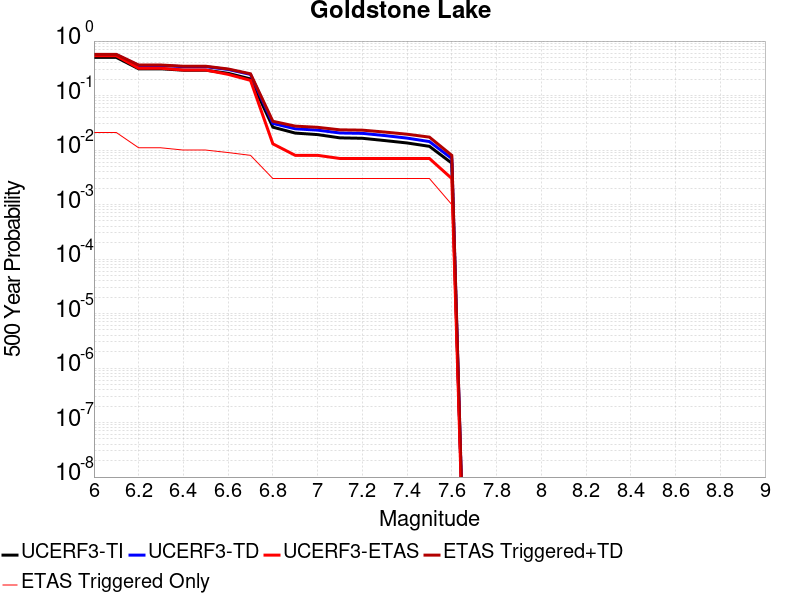 Goldstone Lake
10^0
10^-1
10^-2
10^-3
10^-4
10^-5
10^-6
10^-7
10^-8
500 Year Probability
6 6.2 6.4 6.6 6.8 7 7.2 7.4 7.6 7.8 8 8.2 8.4 8.6 8.8 9
Magnitude
UCERF3-TI UCERF3-TD UCERF3-ETAS ETAS Triggered+TD
ETAS Triggered Only